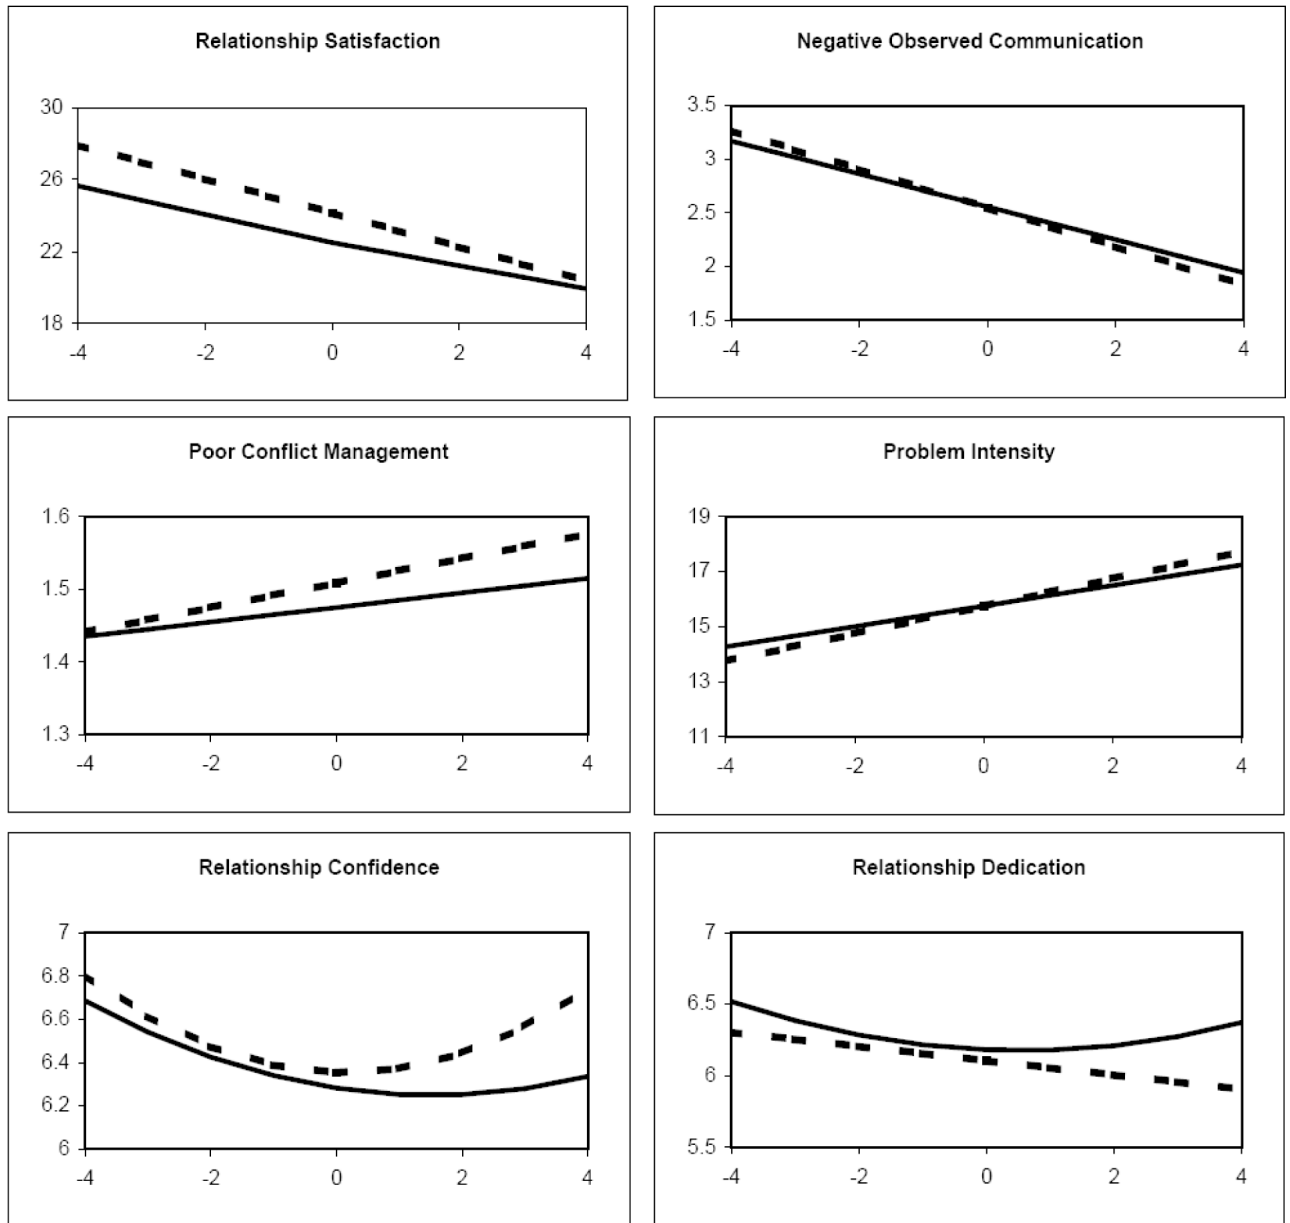 Relationship Satisfaction
30
26
22
18
-4 -2 0 2 4
Negative Observed Communication
3.5
3
2.5
2
1.5
-4 -2 0 2 4
Poor Conflict Management
1.6
1.5
1.4
1.3
-4 -2 0 2 4
Problem Intensity
19
17
15
13
11
-4 -2 0 2 4
Relationship Confidence
7
6.8
6.6
6.4
6.2
6
-4 -2 0 2 4
Relationship Dedication
7
6.5
6
5.5
-4 -2 0 2 4